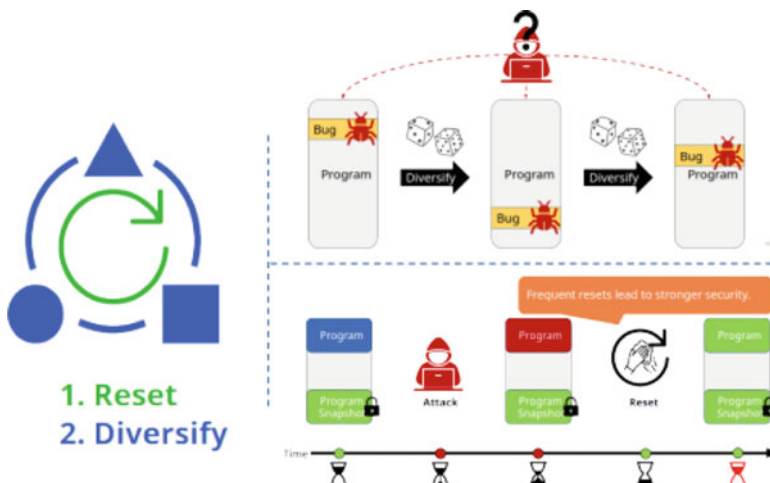 ?
Bug
Program
Diversify
Program
Bug
Diversify
Bug
Program
1. Reset
2. Diversify
Frequent resets lead to stronger security.
Program
Program
Snapshot
Attack
Program
Program
Snapshot
Reset
Program
Program
Snapshot
Time